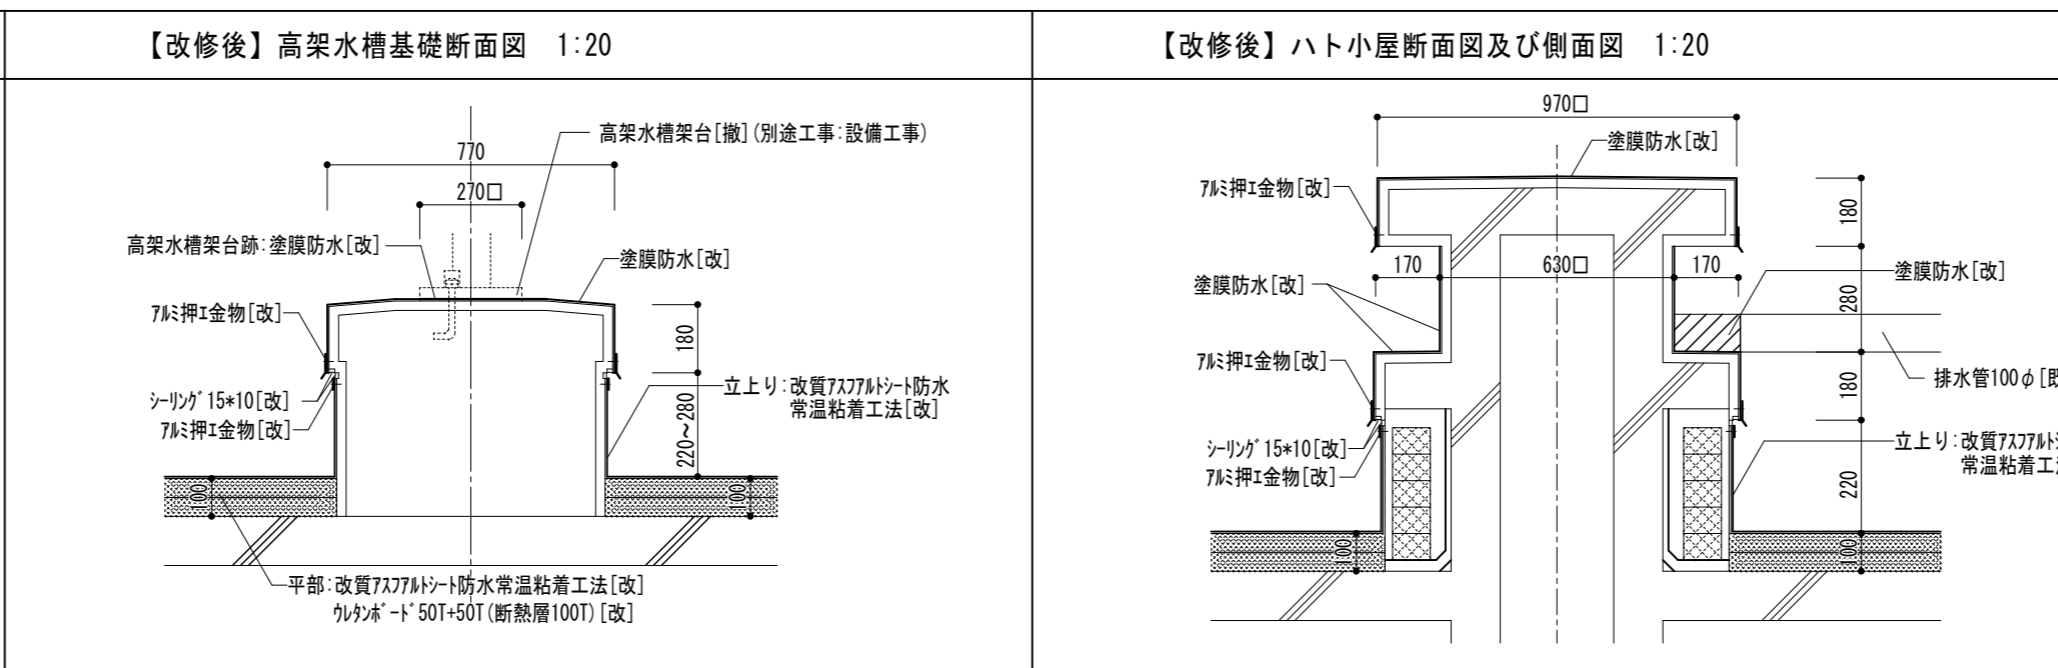 【改修後】高架水槽基礎断面図 1:20
770
高架水槽架台[撤](別途工事:設備工事)
270□
高架水槽架台跡:塗膜防水[改]
塗膜防水[改]
アルミ押エ金物[改]
180
シーリング15*10[改]
アルミ押エ金物[改]
立上り:改質アスファルトシート防水
常温粘着工法[改]
220~280
100
100
平部:改質アスファルトシート防水常温粘着工法[改]
ウレタンボード50T+50T(断熱層100T)[改]
【改修後】ハト小屋断面図及び側面図 1:20
970□
塗膜防水[改]
アルミ押エ金物[改]
180
170
630□
170
塗膜防水[改]
塗膜防水[改]
280
アルミ押エ金物[改]
排水管100φ[既
180
シーリング15*10[改]
アルミ押エ金物[改]
立上り:改質アスファルトシ
常温粘着工法
220
100
100